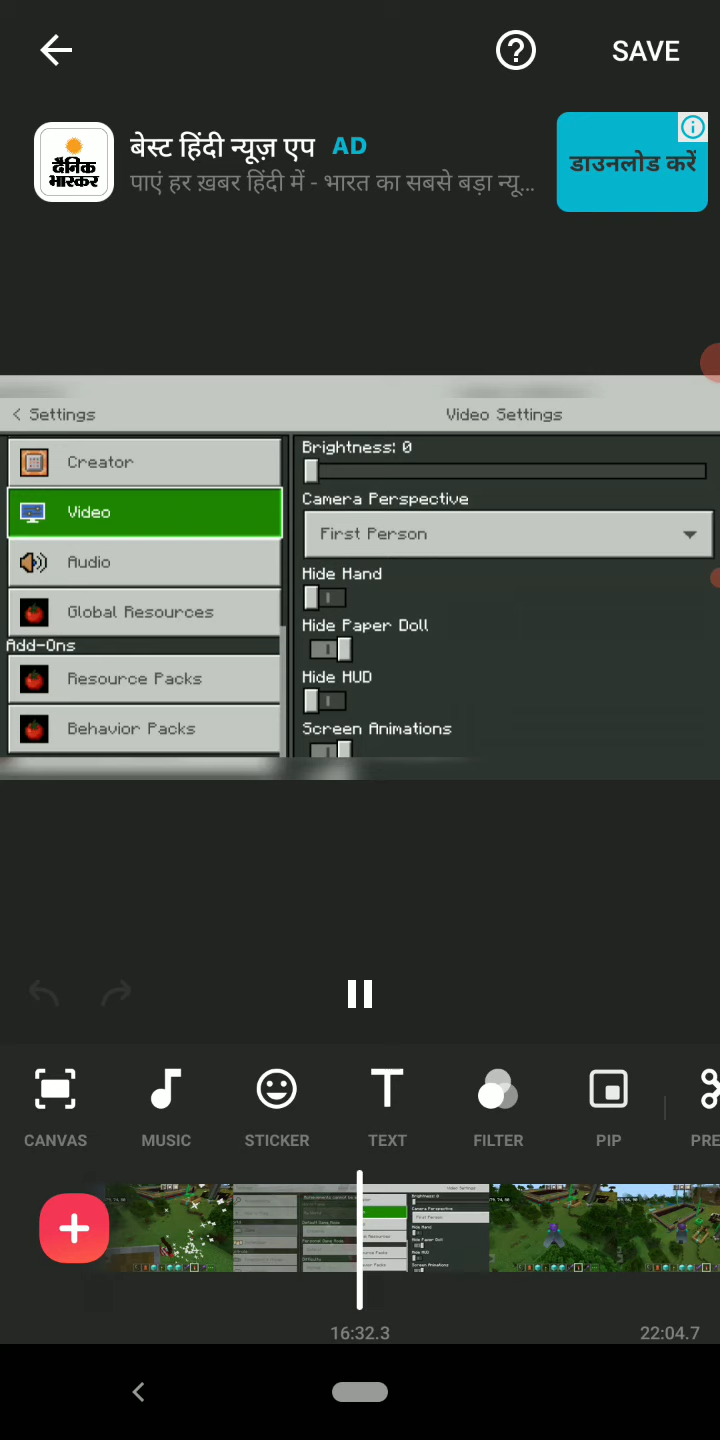 SAVE
दैनिक भास्कर
बेस्ट हिंदी न्यूज़ एप AD
पाएं हर ख़बर हिंदी में - भारत का सबसे बड़ा न्यू...
डाउनलोड करें
< Settings
Video Settings
Creator
Video
Audio
Global Resources
Add-Ons
Resource Packs
Behavior Packs
Brightness: 0
Camera Perspective
First Person
Hide Hand
Hide Paper Doll
Hide HUD
Screen Animations
CANVAS
MUSIC
STICKER
TEXT
FILTER
PIP
PRE
16:32.3
22:04.7